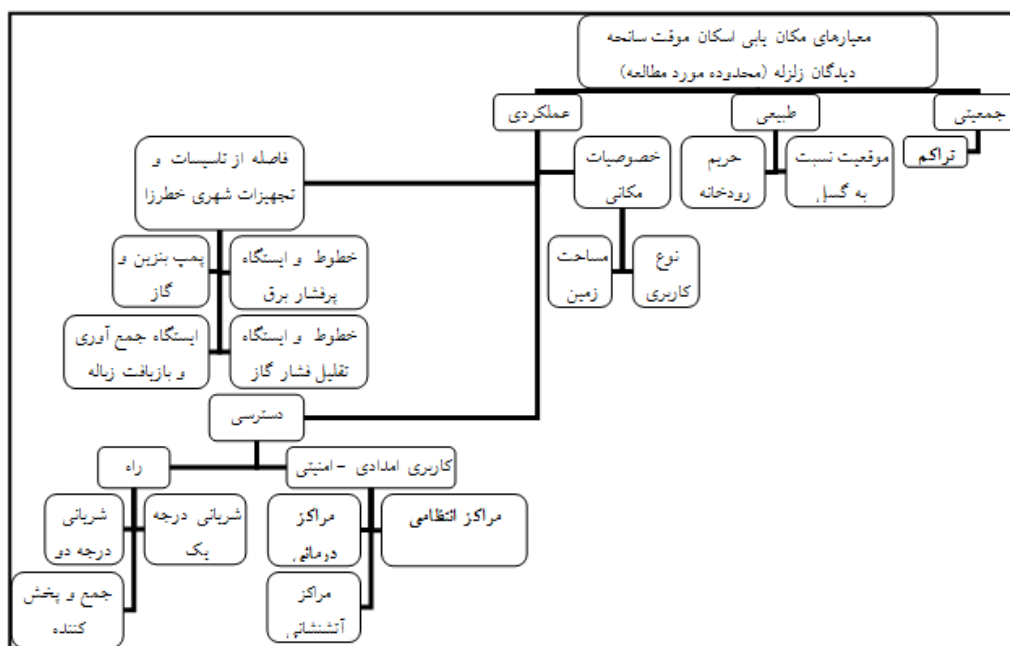 معیارهای مکان یابی اسکان موقت سانحه
دیدگان زلزله (محدوده مورد مطالعه)
جمعیتی
طبیعی
عملکردی
تراکم
موقعیت نسبت
به گسل
حریم
رودخانه
خصوصیات
مکانی
فاصله از تاسیسات و
تجهیزات شهری خطرزا
نوع
کاربری
مساحت
زمین
خطوط و ایستگاه
پرفشار برق
پمپ بنزین و
گاز
خطوط و ایستگاه
تقلیل فشار گاز
ایستگاه جمع آوری
و بازیافت زباله
دسترسی
کاربری امدادی - امنیتی
راه
مراکز انتظامی
مراکز
درمانی
شریانی درجه
یک
شریانی
درجه دو
مراکز
آتشنشانی
جمع و پخش
کننده